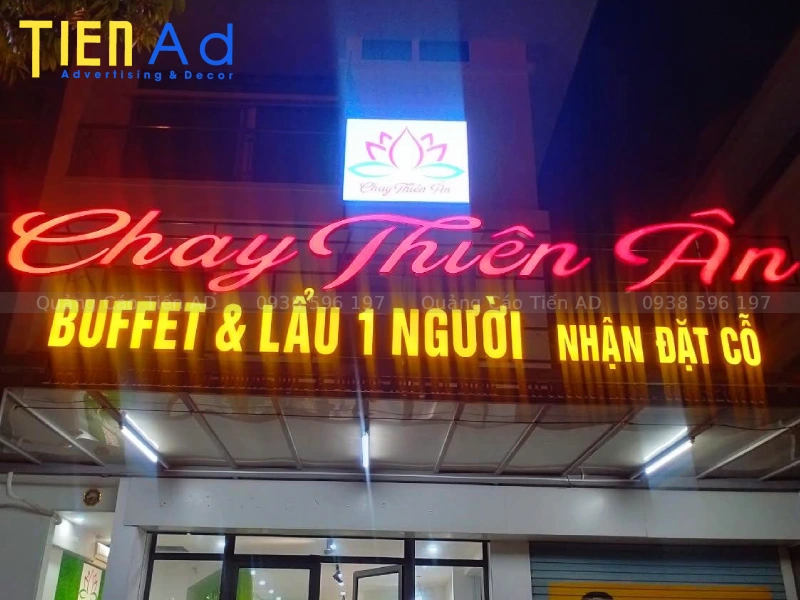 TIEN Ad
Advertising & Decor
Chay Thiên Ân
Chay Thiên Ân
Quảng Cáo Tiến AD 0938 596 197 Quảng Cáo Tiến AD 0938 596 197
BUFFET & LẨU 1 NGƯỜI NHẬN ĐẶT CỖ